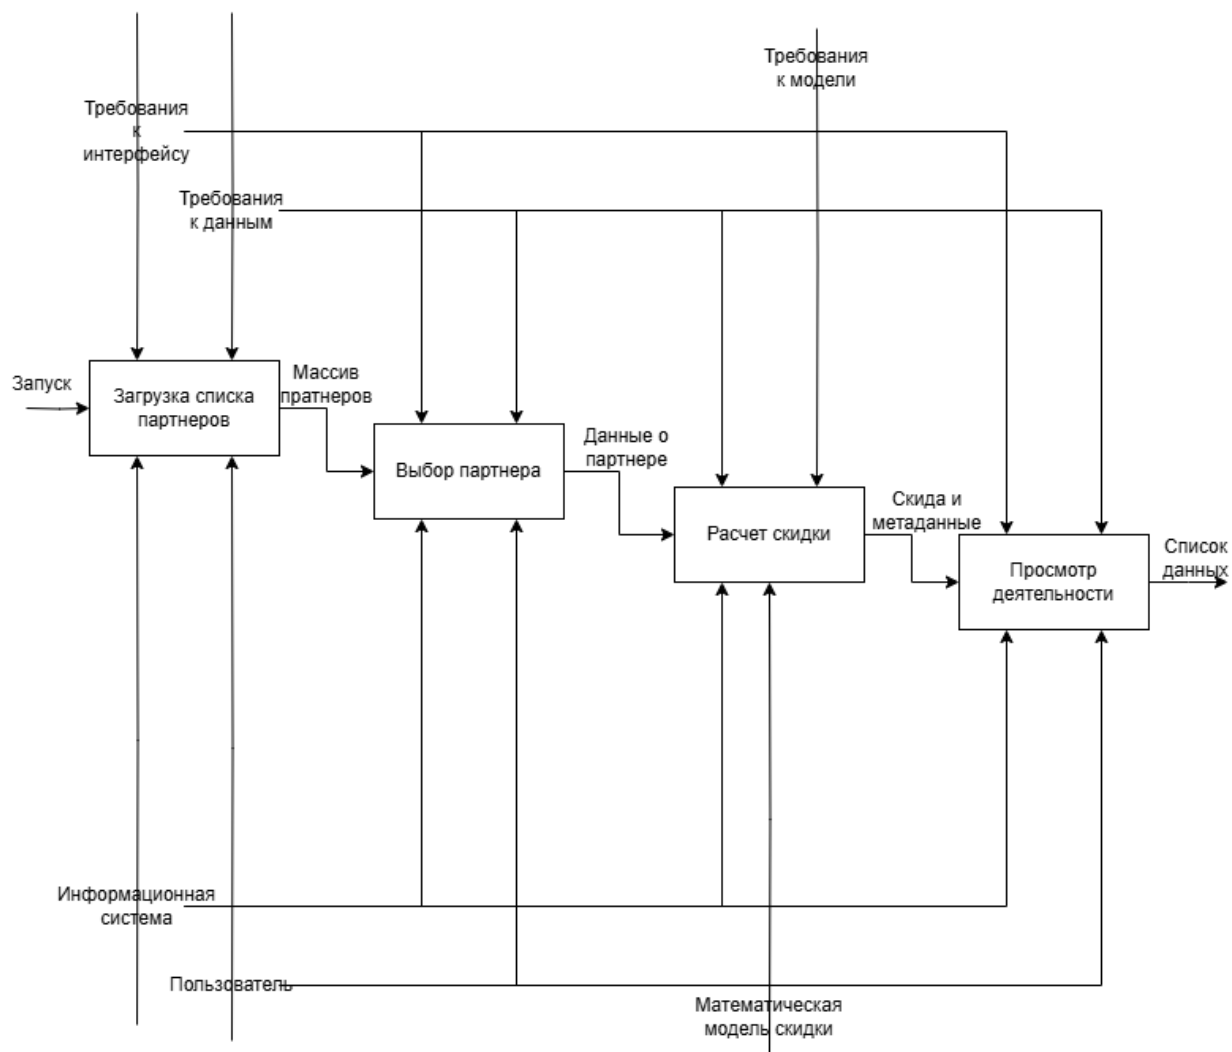 Требования
к модели
Требования
к
интерфейсу
Требования
к данным
Запуск
Загрузка списка
партнеров
Массив
пратнеров
Выбор партнера
Данные о
партнере
Расчет скидки
Скида и
метаданные
Просмотр
деятельности
Список
данных
Информационная
система
Пользователь
Математическая
модель скидки